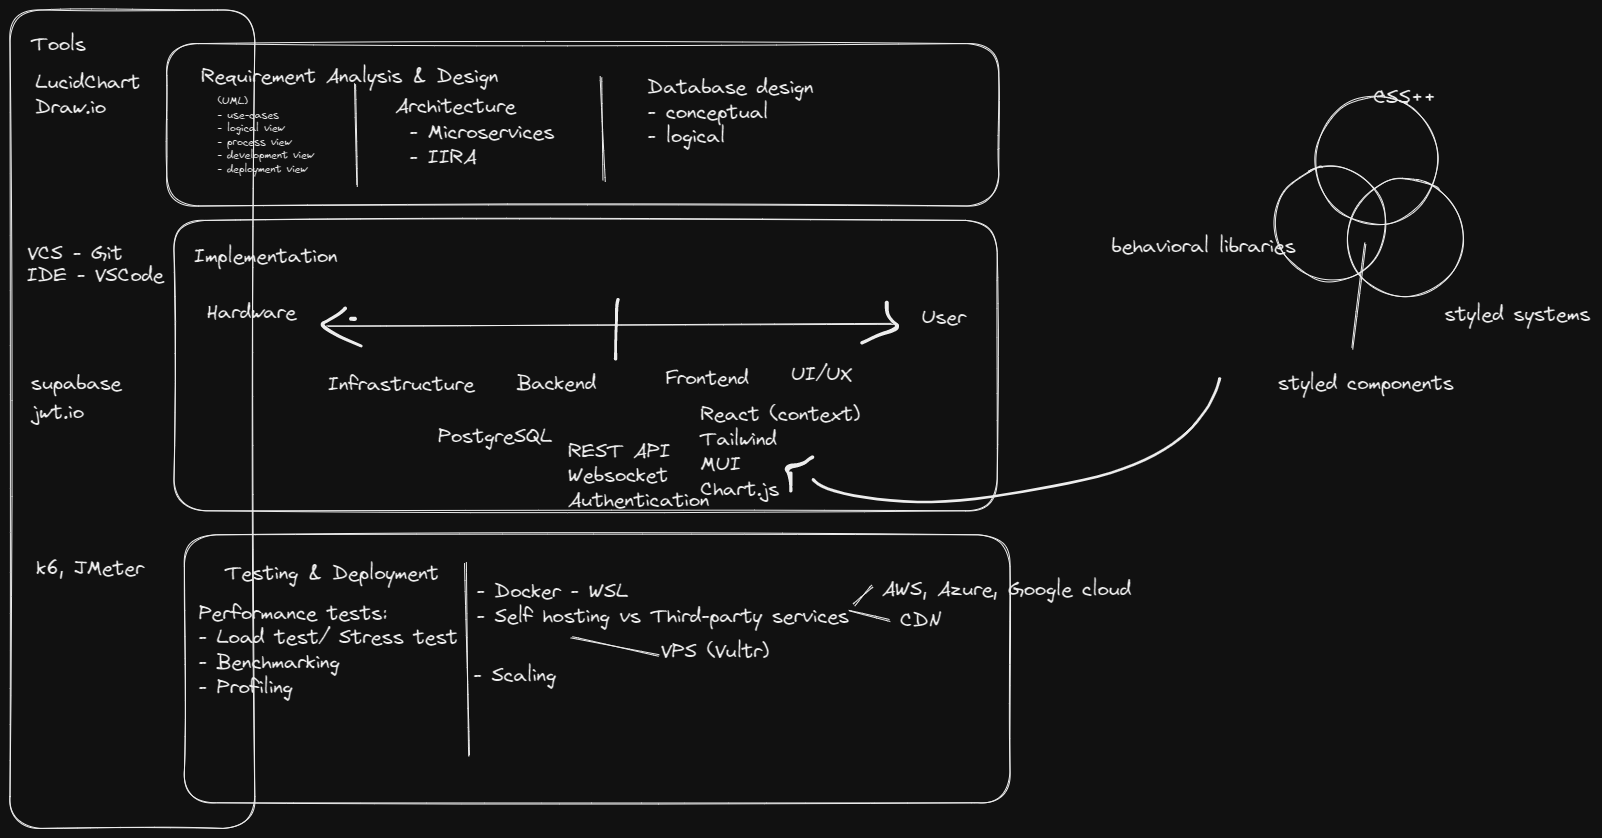 Tools
LucidChart
Draw.io
Requirement Analysis & Design
(UML)
- use-cases
- logical view
- process view
- development view
- deployment view
Architecture
- Microservices
- IIRA
Database design
- conceptual
- logical
VCS - Git
IDE - VSCode
Implementation
Hardware
User
supabase
jwt.io
Infrastructure
Backend
Frontend
UI/UX
PostgreSQL
REST API
Websocket
Authentication
React (context)
Tailwind
MUI
Chart.js
k6, JMeter
Testing & Deployment
Performance tests:
- Load test/ Stress test
- Benchmarking
- Profiling
- Docker - WSL
- Self hosting vs Third-party services
AWS, Azure, Google cloud
CDN
VPS (Vultr)
- Scaling
CSS++
behavioral libraries
styled systems
styled components